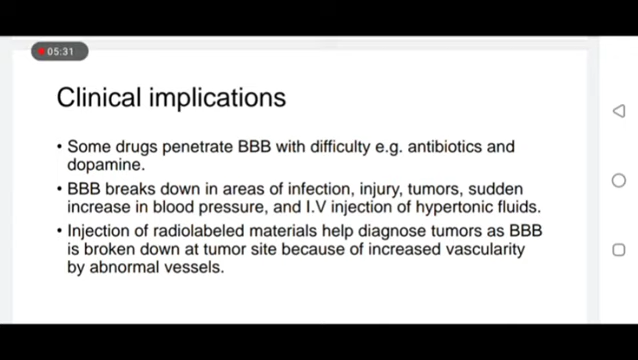 05:31
Clinical implications
• Some drugs penetrate BBB with difficulty e.g. antibiotics and
dopamine.
• BBB breaks down in areas of infection, injury, tumors, sudden
increase in blood pressure, and I.V injection of hypertonic fluids.
• Injection of radiolabeled materials help diagnose tumors as BBB
is broken down at tumor site because of increased vascularity
by abnormal vessels.